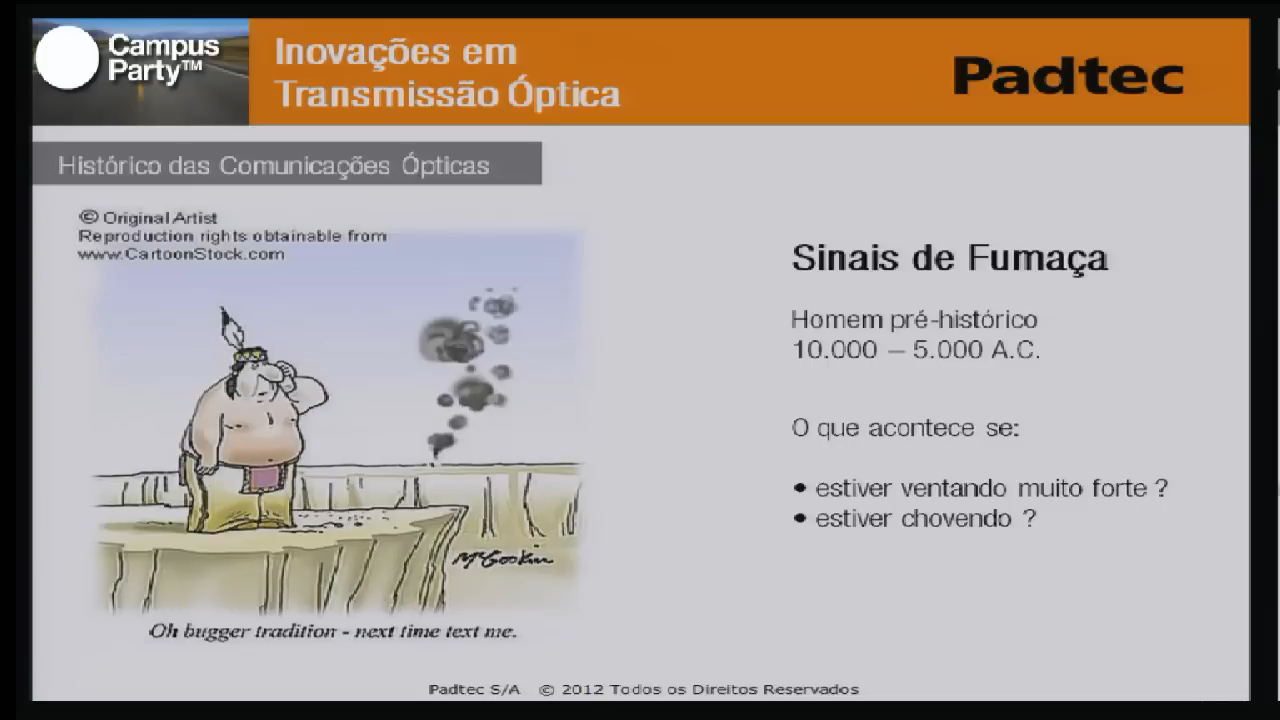 Campus
Party™
Inovações em
Transmissão Óptica
Padtec
Histórico das Comunicações Ópticas
© Original Artist
Reproduction rights obtainable from
www.CartoonStock.com
Sinais de Fumaça
Homem pré-histórico
10.000 – 5.000 A.C.
O que acontece se:
• estiver ventando muito forte ?
• estiver chovendo ?
McGookin
Oh bugger tradition - next time text me.
Padtec S/A © 2012 Todos os Direitos Reservados